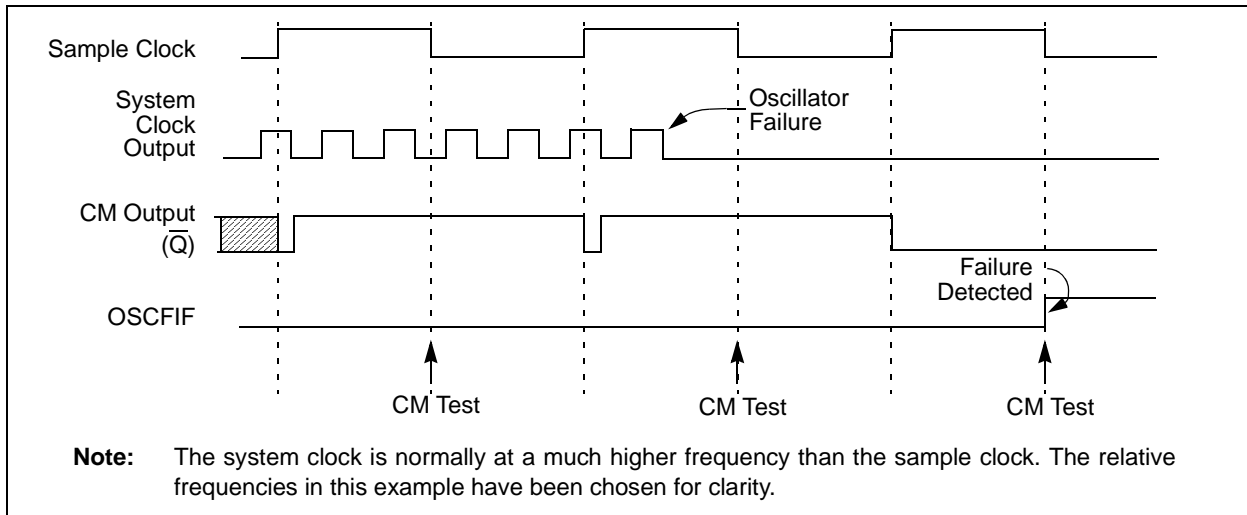 Sample Clock
System
Clock
Output
Oscillator
Failure
CM Output
(Q̅)
Failure
Detected
OSCFIF
CM Test
CM Test
CM Test
Note: The system clock is normally at a much higher frequency than the sample clock. The relative
frequencies in this example have been chosen for clarity.